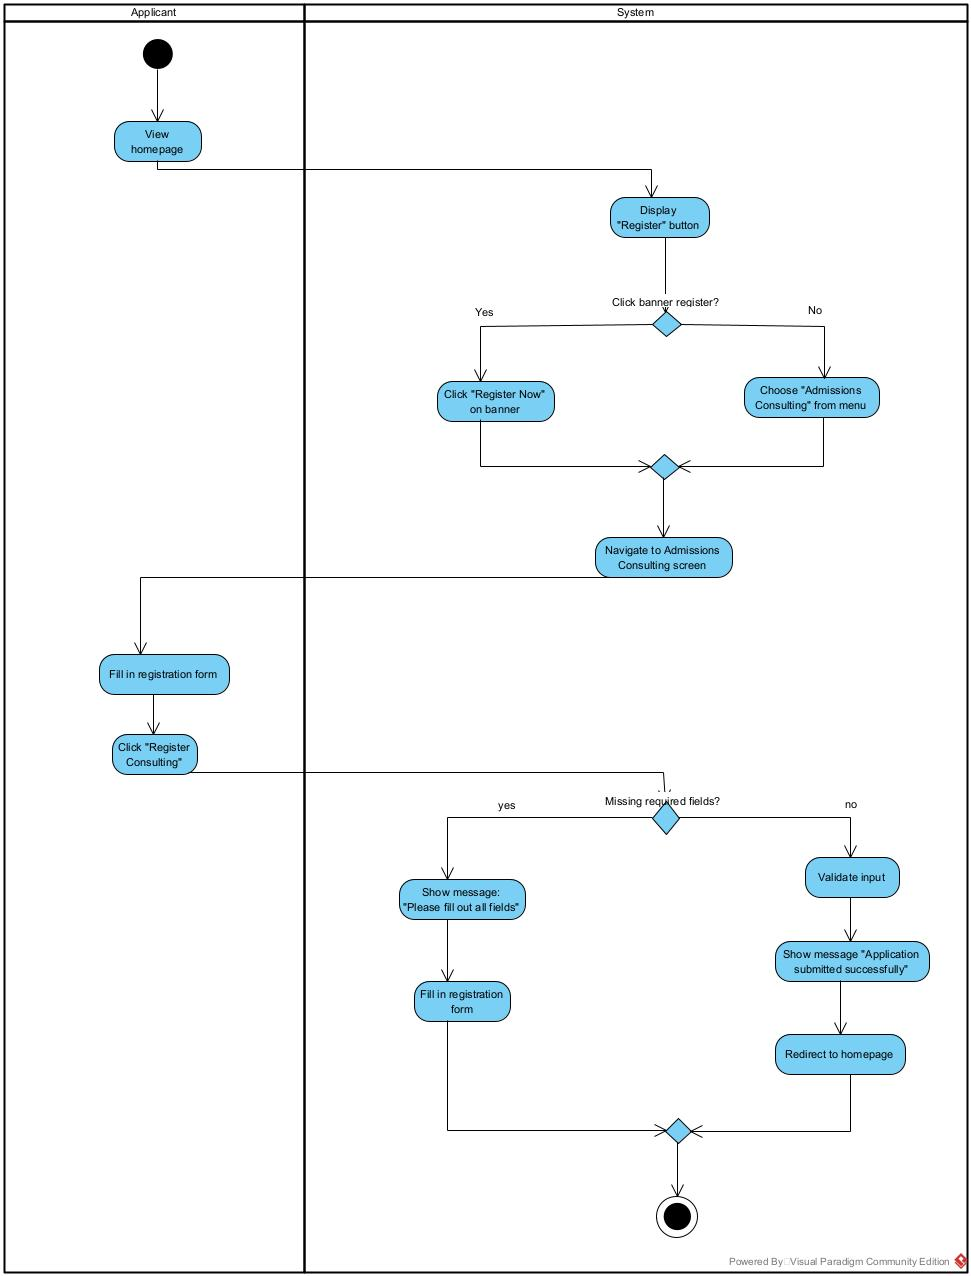 Applicant
System
View
homepage
Display
"Register" button
Click banner register?
Yes
No
Click "Register Now"
on banner
Choose "Admissions
Consulting" from menu
Navigate to Admissions
Consulting screen
Fill in registration form
Click "Register
Consulting"
Missing required fields?
yes
no
Validate input
Show message:
"Please fill out all fields"
Show message "Application
submitted successfully"
Fill in registration
form
Redirect to homepage
Powered By Visual Paradigm Community Edition